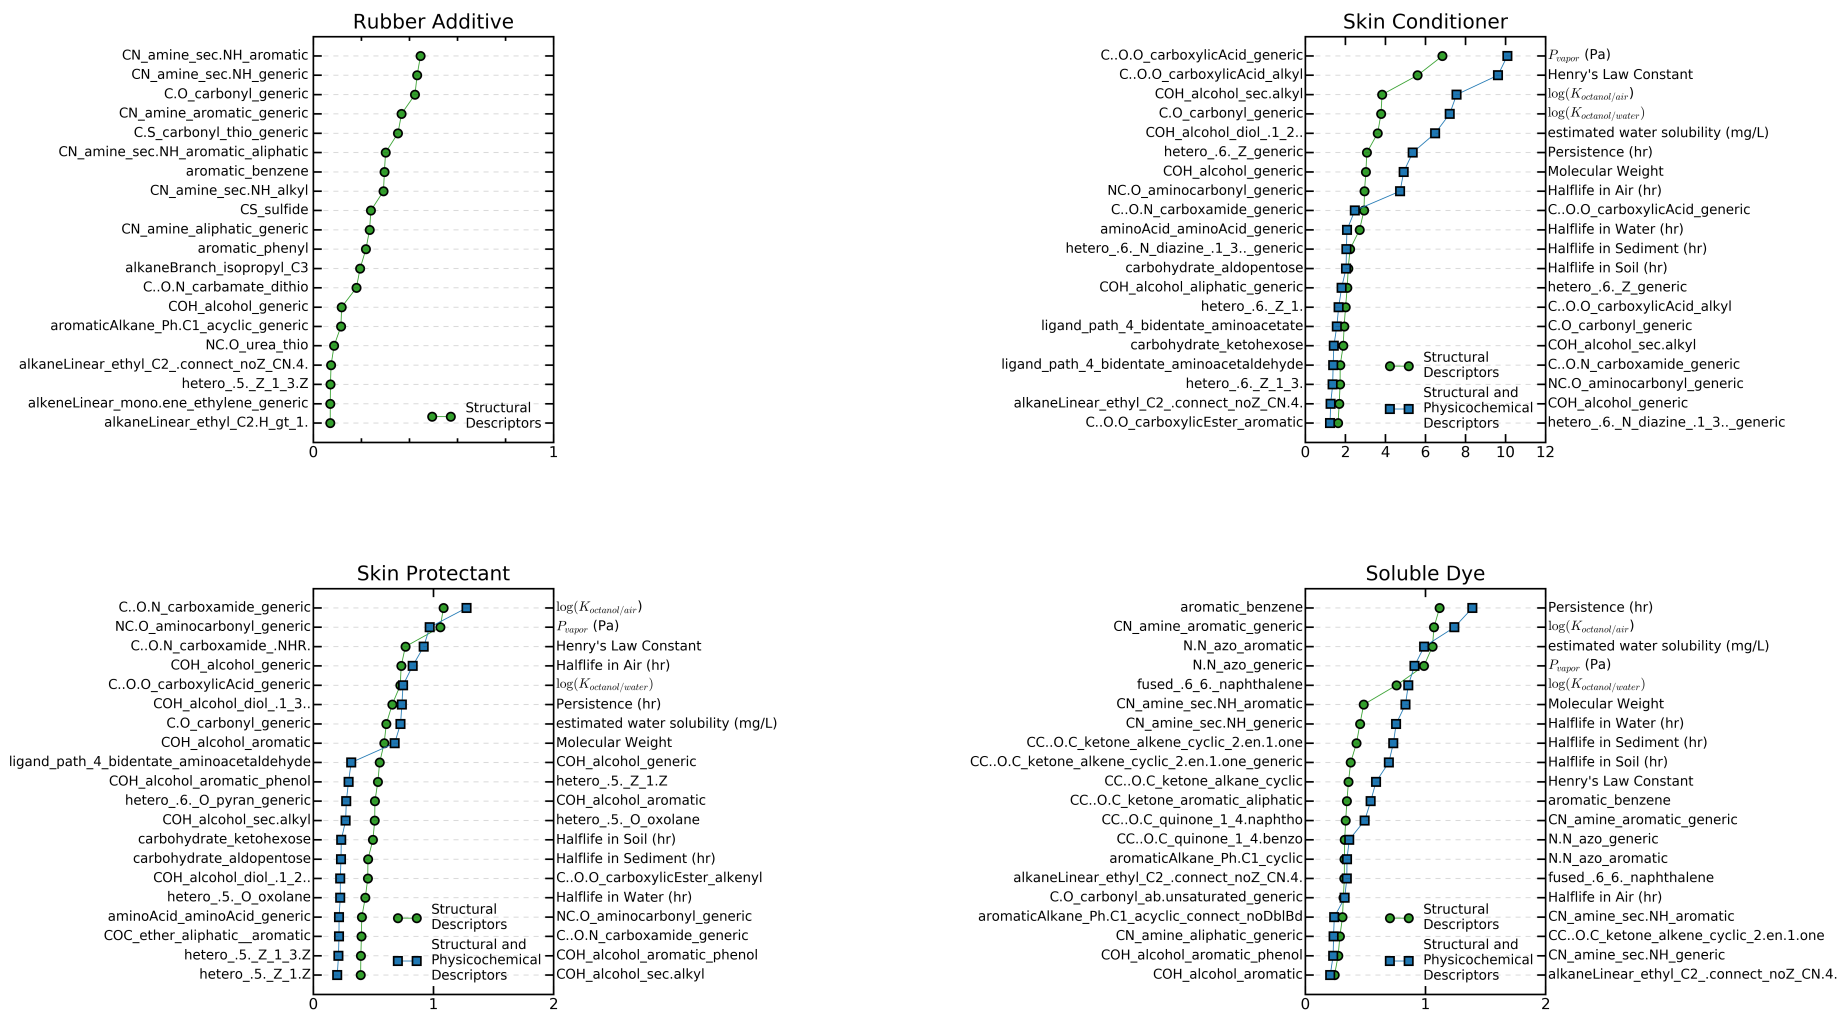 Rubber Additive
CN_amine_sec.NH_aromatic
CN_amine_sec.NH_generic
C.O_carbonyl_generic
CN_amine_aromatic_generic
C.S_carbonyl_thio_generic
CN_amine_sec.NH_aromatic_aliphatic
aromatic_benzene
CN_amine_sec.NH_alkyl
CS_sulfide
CN_amine_aliphatic_generic
aromatic_phenyl
alkaneBranch_isopropyl_C3
C..O.N_carbamate_dithio
COH_alcohol_generic
aromaticAlkane_Ph.C1_acyclic_generic
NC.O_urea_thio
alkaneLinear_ethyl_C2_.connect_noZ_CN.4.
hetero_.5._Z_1_3.Z
alkeneLinear_mono.ene_ethylene_generic
alkaneLinear_ethyl_C2.H_gt_1.
Structural
Descriptors
0 1
Skin Conditioner
C..O.O_carboxylicAcid_generic
C..O.O_carboxylicAcid_alkyl
COH_alcohol_sec.alkyl
C.O_carbonyl_generic
COH_alcohol_diol_.1_2..
hetero_.6._Z_generic
COH_alcohol_generic
NC.O_aminocarbonyl_generic
C..O.N_carboxamide_generic
aminoAcid_aminoAcid_generic
hetero_.6._N_diazine_.1_3.._generic
carbohydrate_aldopentose
COH_alcohol_aliphatic_generic
hetero_.6._Z_1.
ligand_path_4_bidentate_aminoacetate
carbohydrate_ketohexose
ligand_path_4_bidentate_aminoacetaldehyde
hetero_.6._Z_1_3.
alkaneLinear_ethyl_C2_.connect_noZ_CN.4.
C..O.O_carboxylicEster_aromatic
P_vapor (Pa)
Henry's Law Constant
log(K_octanol/air)
log(K_octanol/water)
estimated water solubility (mg/L)
Persistence (hr)
Molecular Weight
Halflife in Air (hr)
C..O.O_carboxylicAcid_generic
Halflife in Water (hr)
Halflife in Sediment (hr)
Halflife in Soil (hr)
hetero_.6._Z_generic
C..O.O_carboxylicAcid_alkyl
C.O_carbonyl_generic
COH_alcohol_sec.alkyl
C..O.N_carboxamide_generic
NC.O_aminocarbonyl_generic
COH_alcohol_generic
hetero_.6._N_diazine_.1_3.._generic
Structural
Descriptors
Structural and
Physicochemical
Descriptors
0 2 4 6 8 10 12
Skin Protectant
C..O.N_carboxamide_generic
NC.O_aminocarbonyl_generic
C..O.N_carboxamide_.NHR.
COH_alcohol_generic
C..O.O_carboxylicAcid_generic
COH_alcohol_diol_.1_3..
C.O_carbonyl_generic
COH_alcohol_aromatic
ligand_path_4_bidentate_aminoacetaldehyde
COH_alcohol_aromatic_phenol
hetero_.6._O_pyran_generic
COH_alcohol_sec.alkyl
carbohydrate_ketohexose
carbohydrate_aldopentose
COH_alcohol_diol_.1_2..
hetero_.5._O_oxolane
aminoAcid_aminoAcid_generic
COC_ether_aliphatic__aromatic
hetero_.5._Z_1_3.Z
hetero_.5._Z_1.Z
log(K_octanol/air)
P_vapor (Pa)
Henry's Law Constant
Halflife in Air (hr)
log(K_octanol/water)
Persistence (hr)
estimated water solubility (mg/L)
Molecular Weight
COH_alcohol_generic
hetero_.5._Z_1.Z
COH_alcohol_aromatic
hetero_.5._O_oxolane
Halflife in Soil (hr)
Halflife in Sediment (hr)
C..O.O_carboxylicEster_alkenyl
Halflife in Water (hr)
NC.O_aminocarbonyl_generic
C..O.N_carboxamide_generic
COH_alcohol_aromatic_phenol
COH_alcohol_sec.alkyl
Structural
Descriptors
Structural and
Physicochemical
Descriptors
0 1 2
Soluble Dye
aromatic_benzene
CN_amine_aromatic_generic
N.N_azo_aromatic
N.N_azo_generic
fused_.6_6._naphthalene
CN_amine_sec.NH_aromatic
CN_amine_sec.NH_generic
CC..O.C_ketone_alkene_cyclic_2.en.1.one
CC..O.C_ketone_alkene_cyclic_2.en.1.one_generic
CC..O.C_ketone_alkane_cyclic
CC..O.C_ketone_aromatic_aliphatic
CC..O.C_quinone_1_4.naphtho
CC..O.C_quinone_1_4.benzo
aromaticAlkane_Ph.C1_cyclic
alkaneLinear_ethyl_C2_.connect_noZ_CN.4.
C.O_carbonyl_ab.unsaturated_generic
aromaticAlkane_Ph.C1_acyclic_connect_noDblBd
CN_amine_aliphatic_generic
COH_alcohol_aromatic_phenol
COH_alcohol_aromatic
Persistence (hr)
log(K_octanol/air)
estimated water solubility (mg/L)
P_vapor (Pa)
log(K_octanol/water)
Molecular Weight
Halflife in Water (hr)
Halflife in Sediment (hr)
Halflife in Soil (hr)
Henry's Law Constant
aromatic_benzene
CN_amine_aromatic_generic
N.N_azo_generic
N.N_azo_aromatic
fused_.6_6._naphthalene
Halflife in Air (hr)
CN_amine_sec.NH_aromatic
CC..O.C_ketone_alkene_cyclic_2.en.1.one
CN_amine_sec.NH_generic
alkaneLinear_ethyl_C2_.connect_noZ_CN.4.
Structural
Descriptors
Structural and
Physicochemical
Descriptors
0 1 2